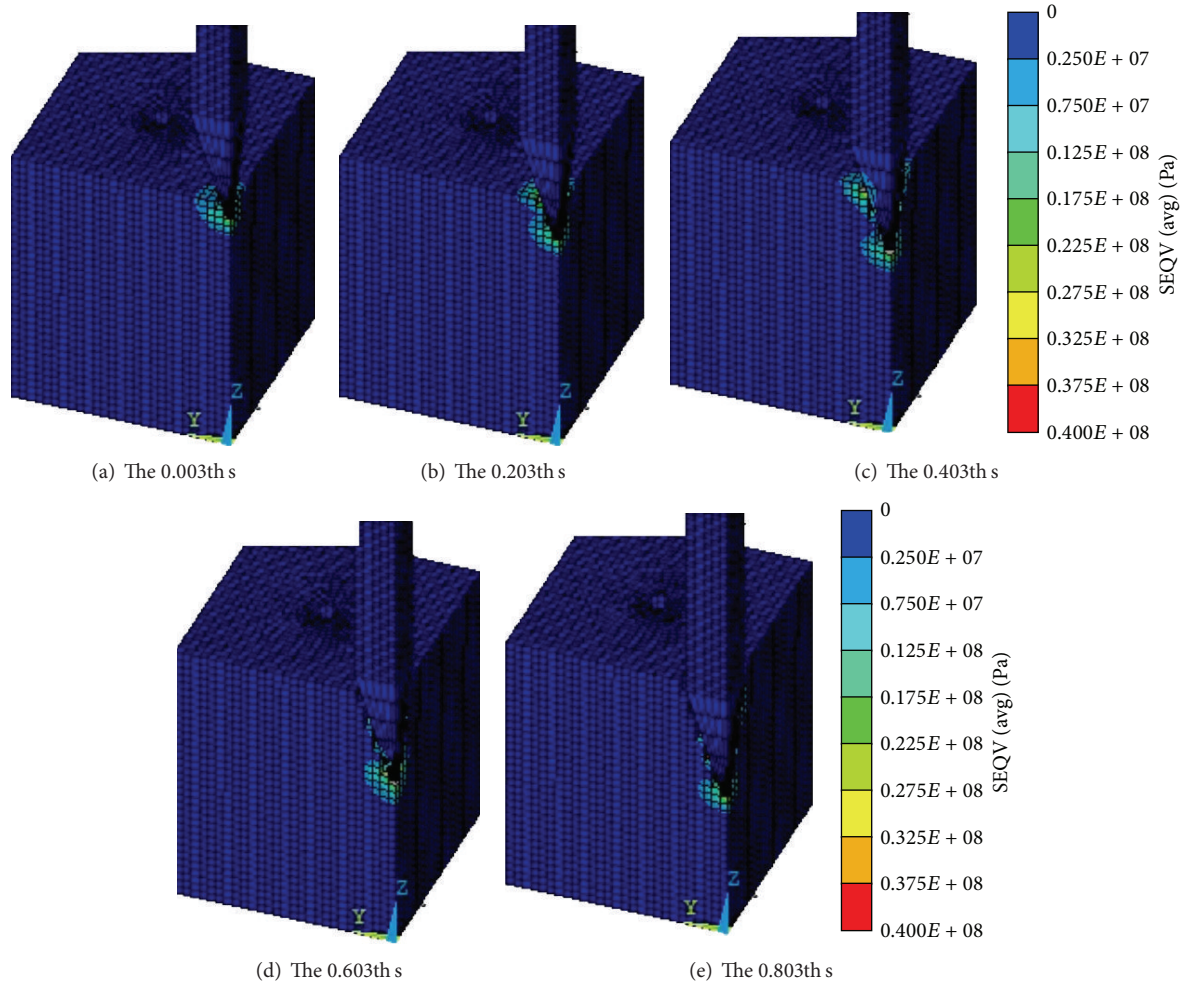 0
0.250E + 07
0.750E + 07
0.125E + 08
0.175E + 08
0.225E + 08
0.275E + 08
0.325E + 08
0.375E + 08
0.400E + 08
SEQV (avg) (Pa)
Z
Y
Z
Y
Z
Y
(a) The 0.003th s
(b) The 0.203th s
(c) The 0.403th s
0
0.250E + 07
0.750E + 07
0.125E + 08
0.175E + 08
0.225E + 08
0.275E + 08
0.325E + 08
0.375E + 08
0.400E + 08
SEQV (avg) (Pa)
Z
Y
Z
Y
(d) The 0.603th s
(e) The 0.803th s